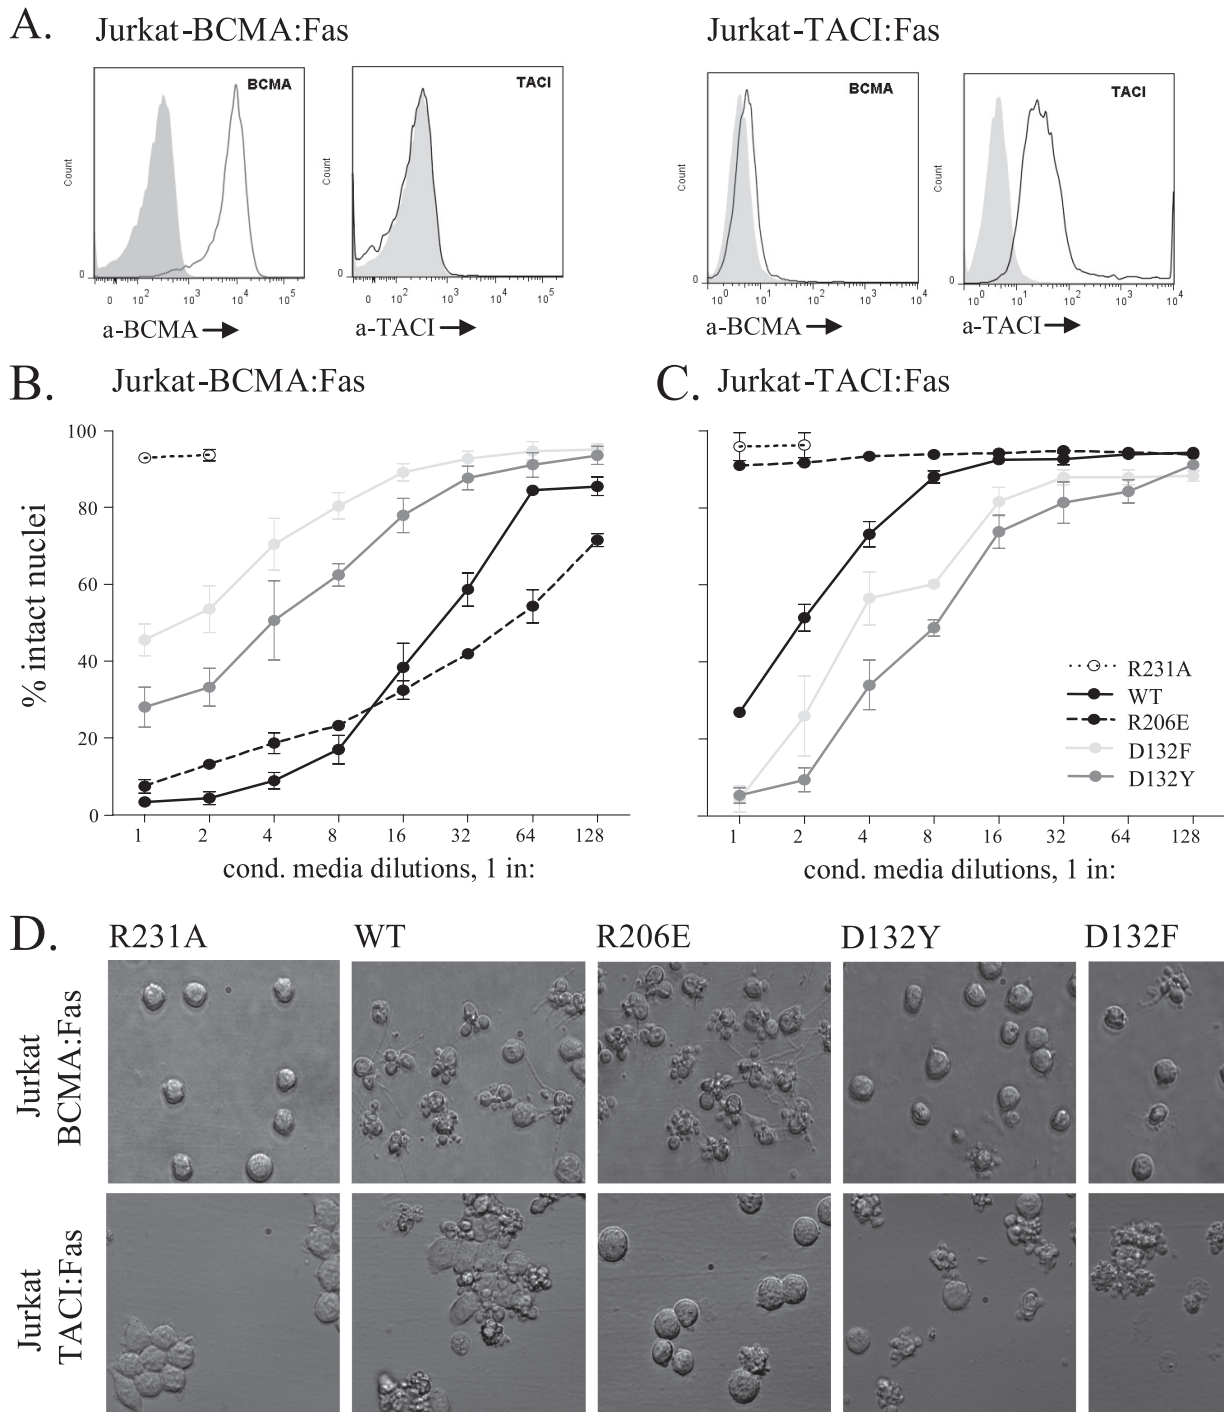 A. Jurkat-BCMA:Fas Jurkat-TACI:Fas
BCMA TACI BCMA TACI
Count Count Count Count
0 0 0 0
0 10^2 10^3 10^4 10^5
0 10^2 10^3 10^4 10^5
10^0 10^1 10^2 10^3 10^4
10^0 10^1 10^2 10^3 10^4
a-BCMA a-TACI a-BCMA a-TACI
B. Jurkat-BCMA:Fas
% intact nuclei
100
80
60
40
20
0
1 2 4 8 16 32 64 128
cond. media dilutions, 1 in:
C. Jurkat-TACI:Fas
R231A
WT
R206E
D132F
D132Y
1 2 4 8 16 32 64 128
cond. media dilutions, 1 in:
D. R231A WT R206E D132Y D132F
Jurkat
BCMA:Fas
Jurkat
TACI:Fas